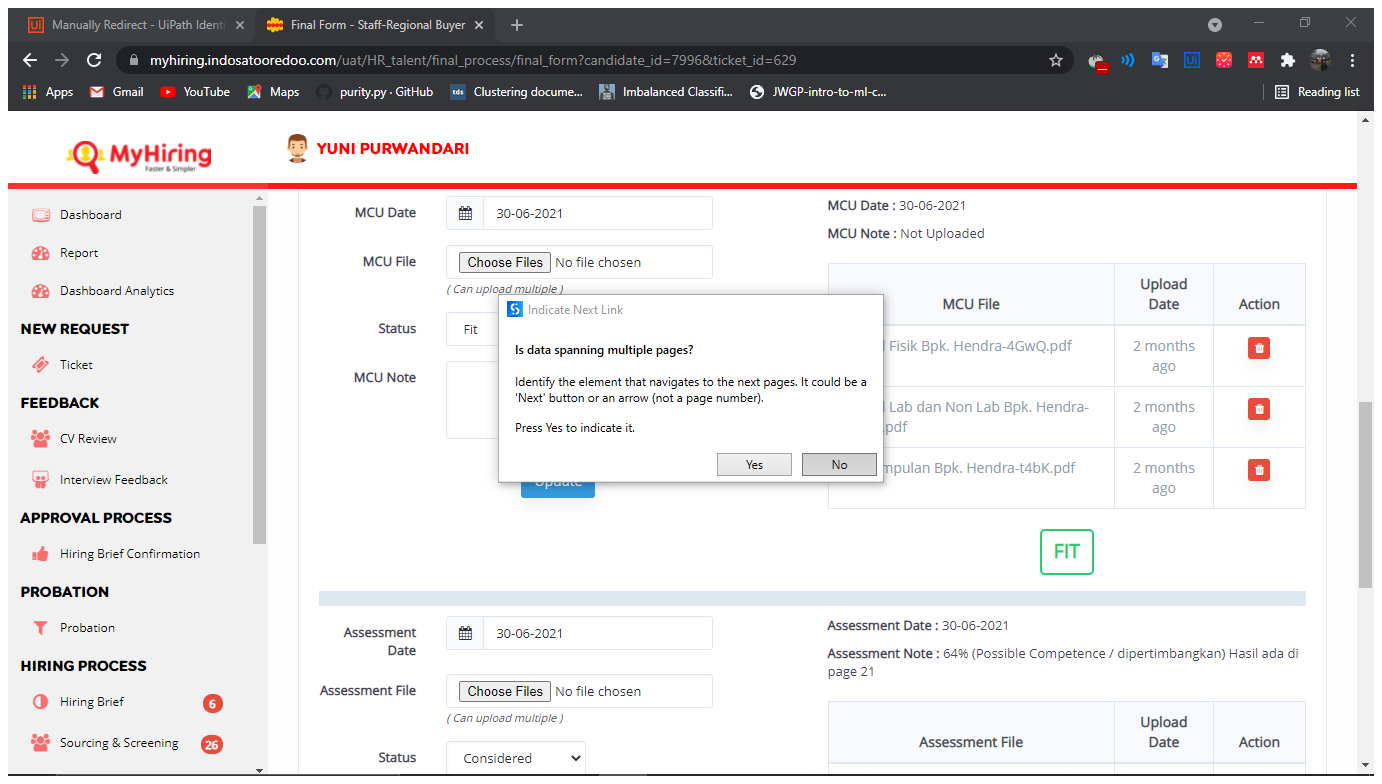 Manually Redirect - UiPath Identi
Final Form - Staff-Regional Buyer
myhiring.indosatooredoo.com/uat/HR_talent/final_process/final_form?candidate_id=7996&ticket_id=629
Apps
Gmail
YouTube
Maps
purity.py · GitHub
Clustering docume...
Imbalanced Classifi...
JWGP-intro-to-ml-c...
Reading list
MyHiring
Faster & Simpler
YUNI PURWANDARI
Dashboard
Report
Dashboard Analytics
NEW REQUEST
Ticket
FEEDBACK
CV Review
Interview Feedback
APPROVAL PROCESS
Hiring Brief Confirmation
PROBATION
Probation
HIRING PROCESS
Hiring Brief 6
Sourcing & Screening 26
MCU Date 30-06-2021
MCU File Choose Files No file chosen
( Can upload multiple )
Status Fit
MCU Note
Update
MCU Date : 30-06-2021
MCU Note : Not Uploaded
MCU File
Upload
Date
Action
Fisik Bpk. Hendra-4GwQ.pdf
2 months
ago
Lab dan Non Lab Bpk. Hendra-
pdf
2 months
ago
mpulan Bpk. Hendra-t4bK.pdf
2 months
ago
FIT
Indicate Next Link
Is data spanning multiple pages?
Identify the element that navigates to the next pages. It could be a
'Next' button or an arrow (not a page number).
Press Yes to indicate it.
Yes
No
Assessment
Date
30-06-2021
Assessment File Choose Files No file chosen
( Can upload multiple )
Status Considered
Assessment Date : 30-06-2021
Assessment Note : 64% (Possible Competence / dipertimbangkan) Hasil ada di
page 21
Assessment File
Upload
Date
Action